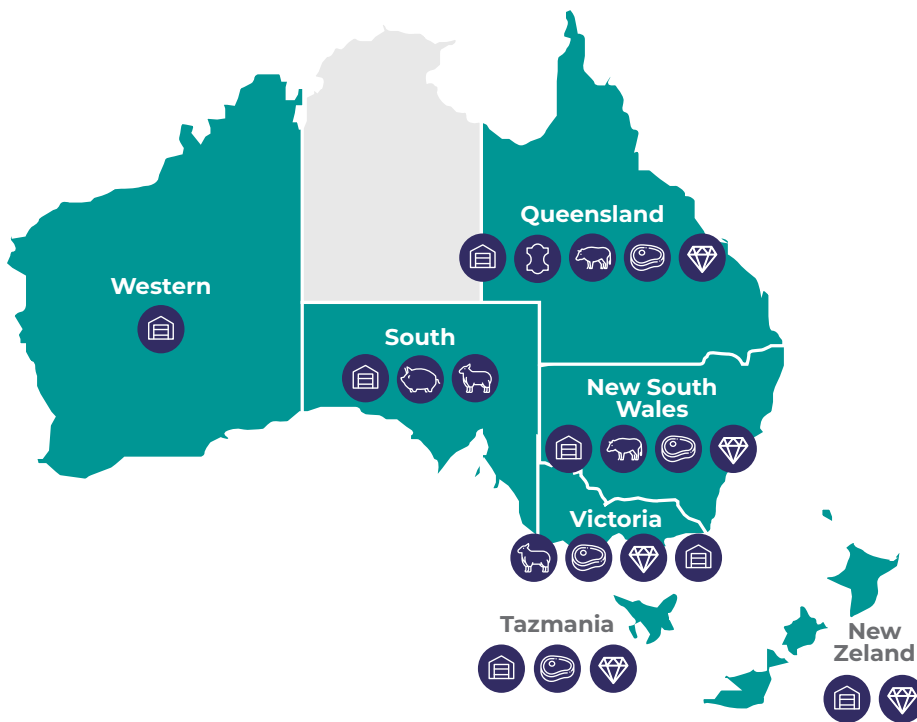 Queensland
Western
South
New South
Wales
Victoria
Tazmania
New
Zeland